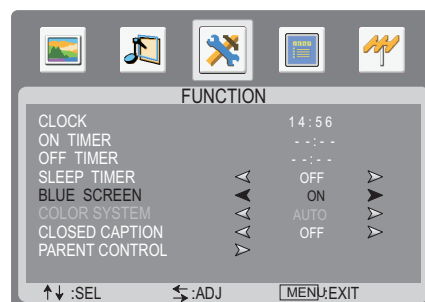 FUNCTION
CLOCK 14:56
ON TIMER --:--
OFF TIMER --:--
SLEEP TIMER OFF
BLUE SCREEN ON
COLOR SYSTEM AUTO
CLOSED CAPTION OFF
PARENT CONTROL
:SEL :ADJ MENU:EXIT